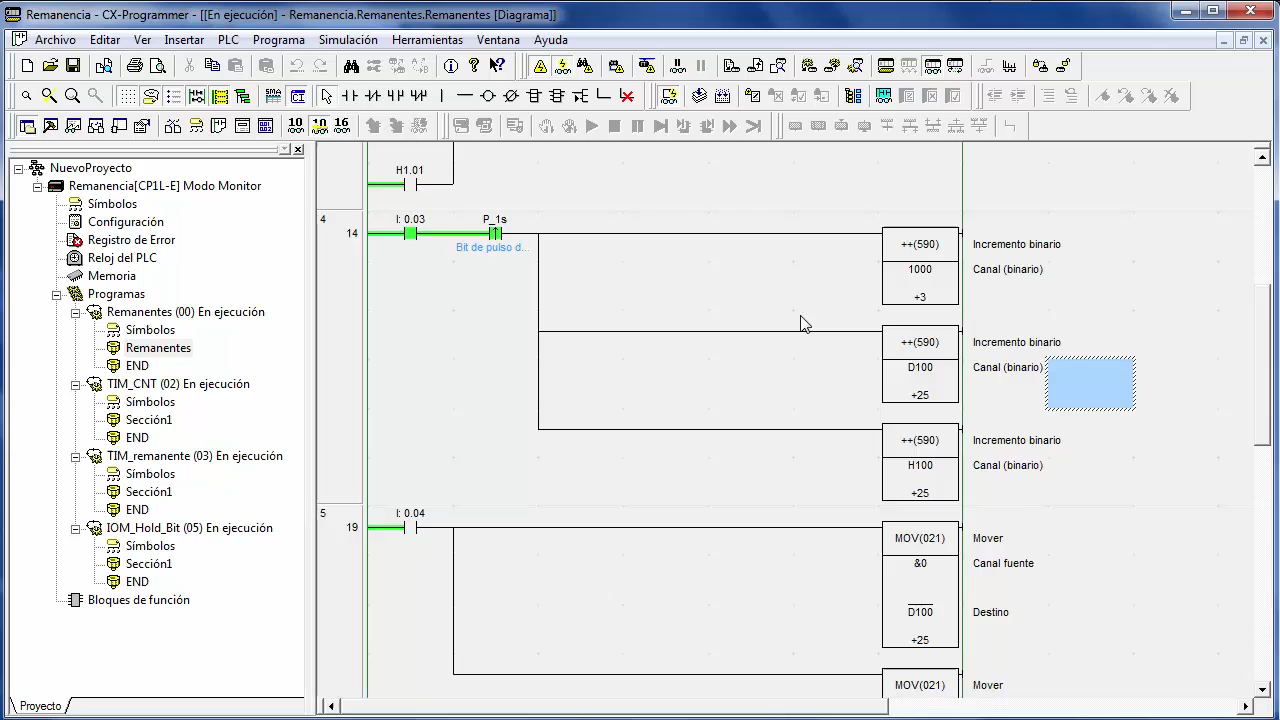 Remanencia - CX-Programmer - [[En ejecución] - Remanencia.Remanentes.Remanentes [Diagrama]]
Archivo Editar Ver Insertar PLC Programa Simulación Herramientas Ventana Ayuda
SMA CI
10 10 16
NuevoProyecto
Remanencia[CP1L-E] Modo Monitor
Símbolos
Configuración
Registro de Error
Reloj del PLC
Memoria
Programas
Remanentes (00) En ejecución
Símbolos
Remanentes
END
TIM_CNT (02) En ejecución
Símbolos
Sección1
END
TIM_remanente (03) En ejecución
Símbolos
Sección1
END
IOM_Hold_Bit (05) En ejecución
Símbolos
Sección1
END
Bloques de función
Proyecto
H1.01
4
14
I: 0.03 P_1s
Bit de pulso d...
++(590) Incremento binario
1000 Canal (binario)
+3
++(590) Incremento binario
D100 Canal (binario)
+25
++(590) Incremento binario
H100 Canal (binario)
+25
5
19
I: 0.04
MOV(021) Mover
&0 Canal fuente
D100 Destino
+25
MOV(021) Mover